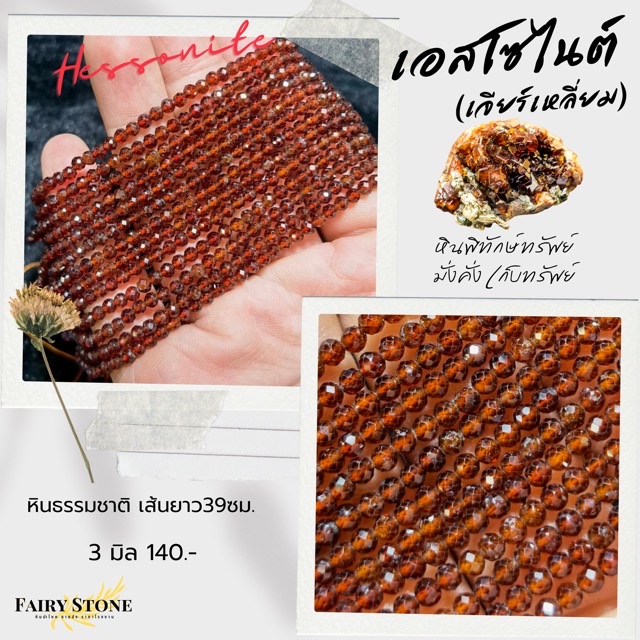 Hessonite
เอสโซไนต์
(เจียร์เหลี่ยม)
หินพิทักษ์ทรัพย์
มั่งคั่ง เก็บทรัพย์
หินธรรมชาติ เส้นยาว39ซม.
3 มิล 140.-
FAIRY STONE